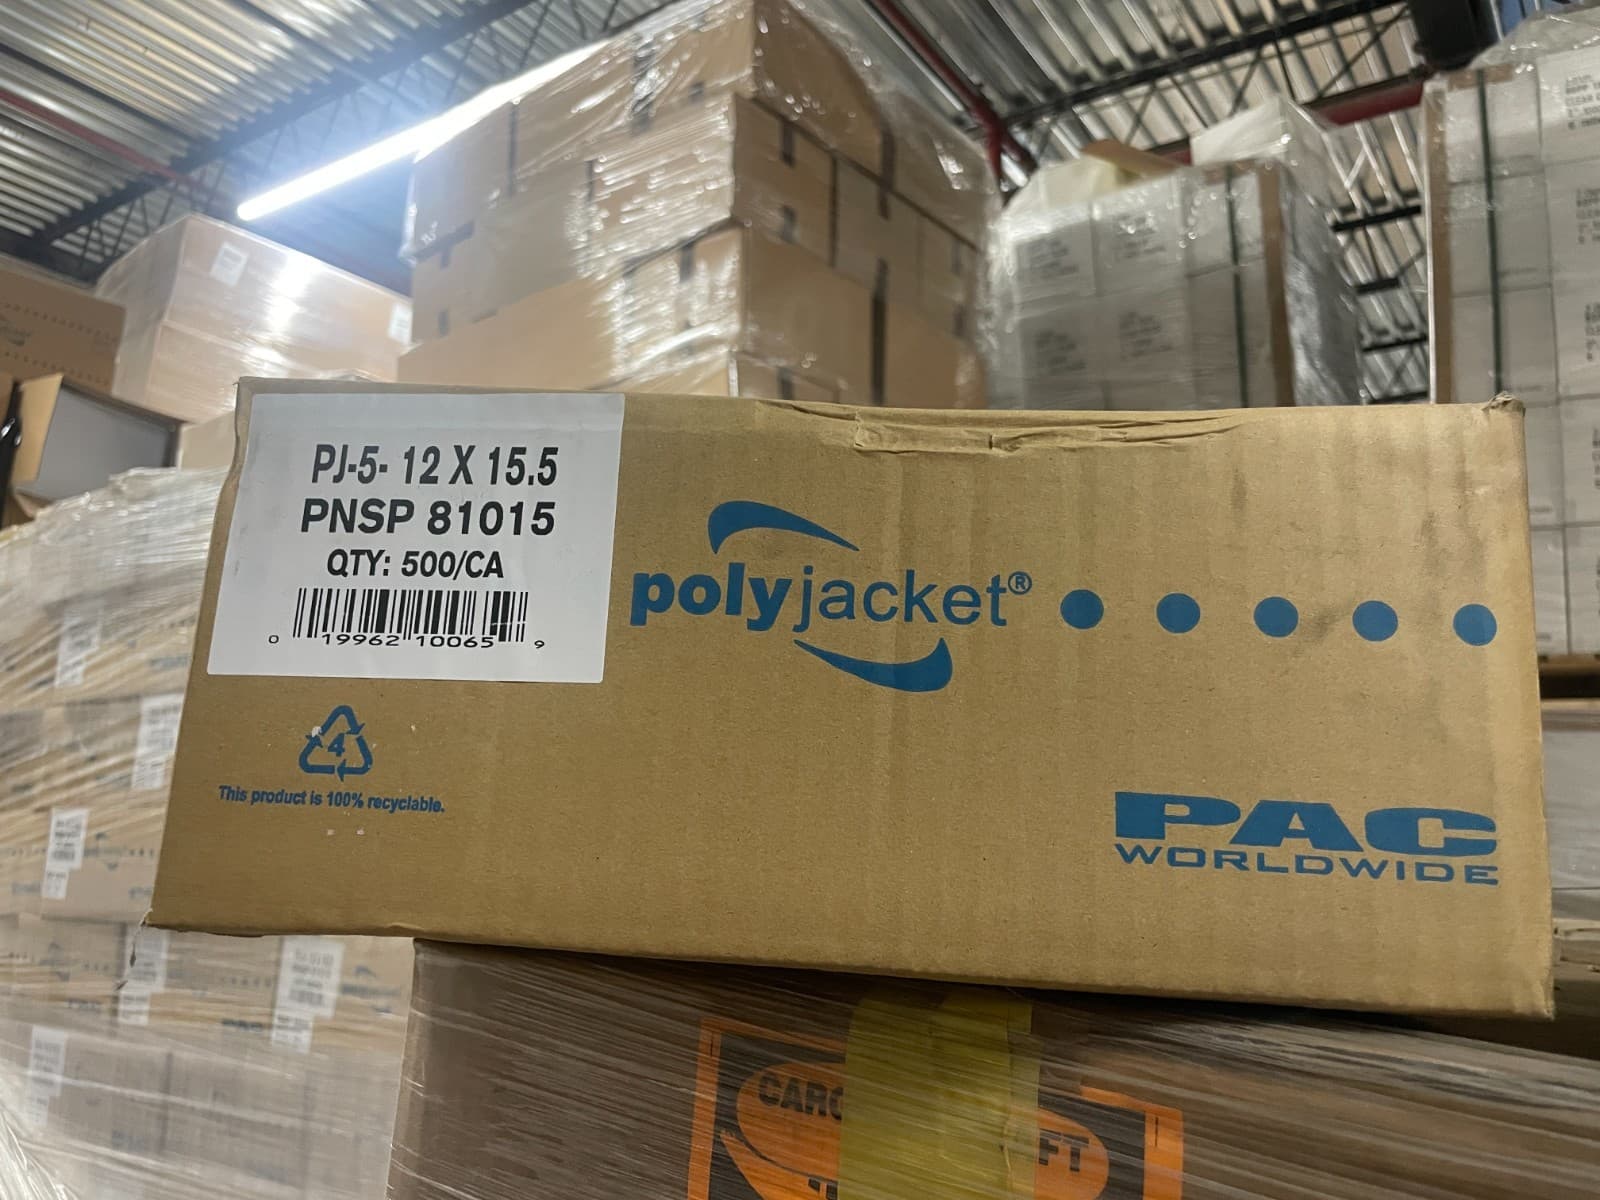 PJ-5- 12 X 15.5
PNSP 81015
QTY: 500/CA
0 19962 10065 9
polyjacket®
4
This product is 100% recyclable.
PAC
WORLDWIDE